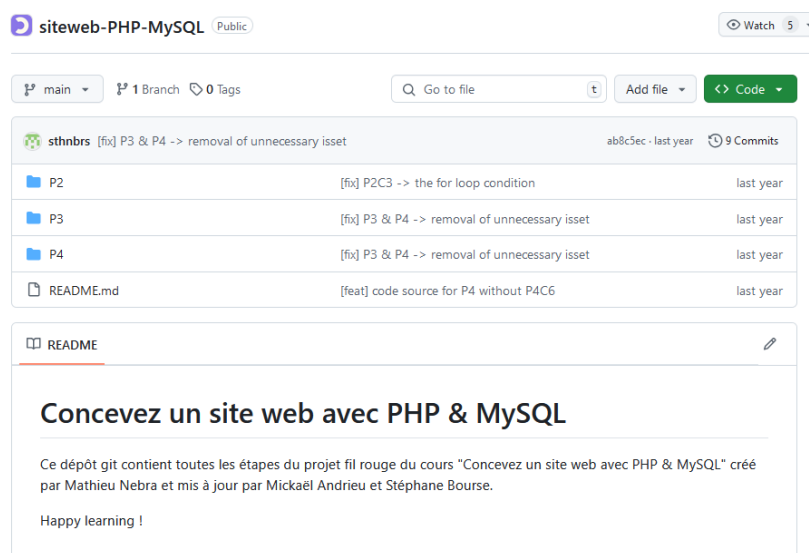 siteweb-PHP-MySQL Public Watch 5
main 1 Branch 0 Tags Go to file t Add file Code
sthnbrs [fix] P3 & P4 -> removal of unnecessary isset ab8c5ec · last year 9 Commits
P2 [fix] P2C3 -> the for loop condition last year
P3 [fix] P3 & P4 -> removal of unnecessary isset last year
P4 [fix] P3 & P4 -> removal of unnecessary isset last year
README.md [feat] code source for P4 without P4C6 last year
README
Concevez un site web avec PHP & MySQL
Ce dépôt git contient toutes les étapes du projet fil rouge du cours "Concevez un site web avec PHP & MySQL" créé
par Mathieu Nebra et mis à jour par Mickaël Andrieu et Stéphane Bourse.
Happy learning !